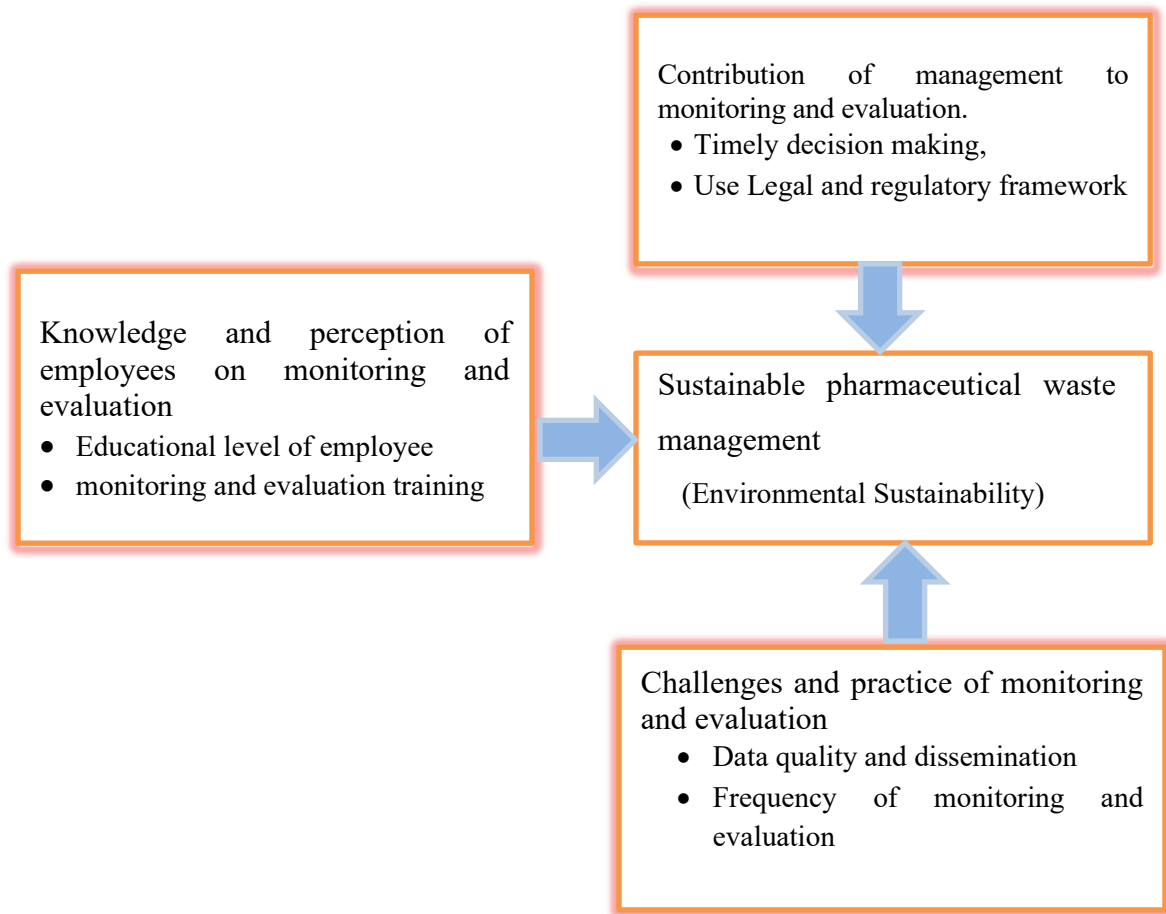 Contribution of management to
monitoring and evaluation.
• Timely decision making,
• Use Legal and regulatory framework
Knowledge and perception of
employees on monitoring and
evaluation
• Educational level of employee
• monitoring and evaluation training
Sustainable pharmaceutical waste
management
(Environmental Sustainability)
Challenges and practice of monitoring
and evaluation
• Data quality and dissemination
• Frequency of monitoring and
evaluation